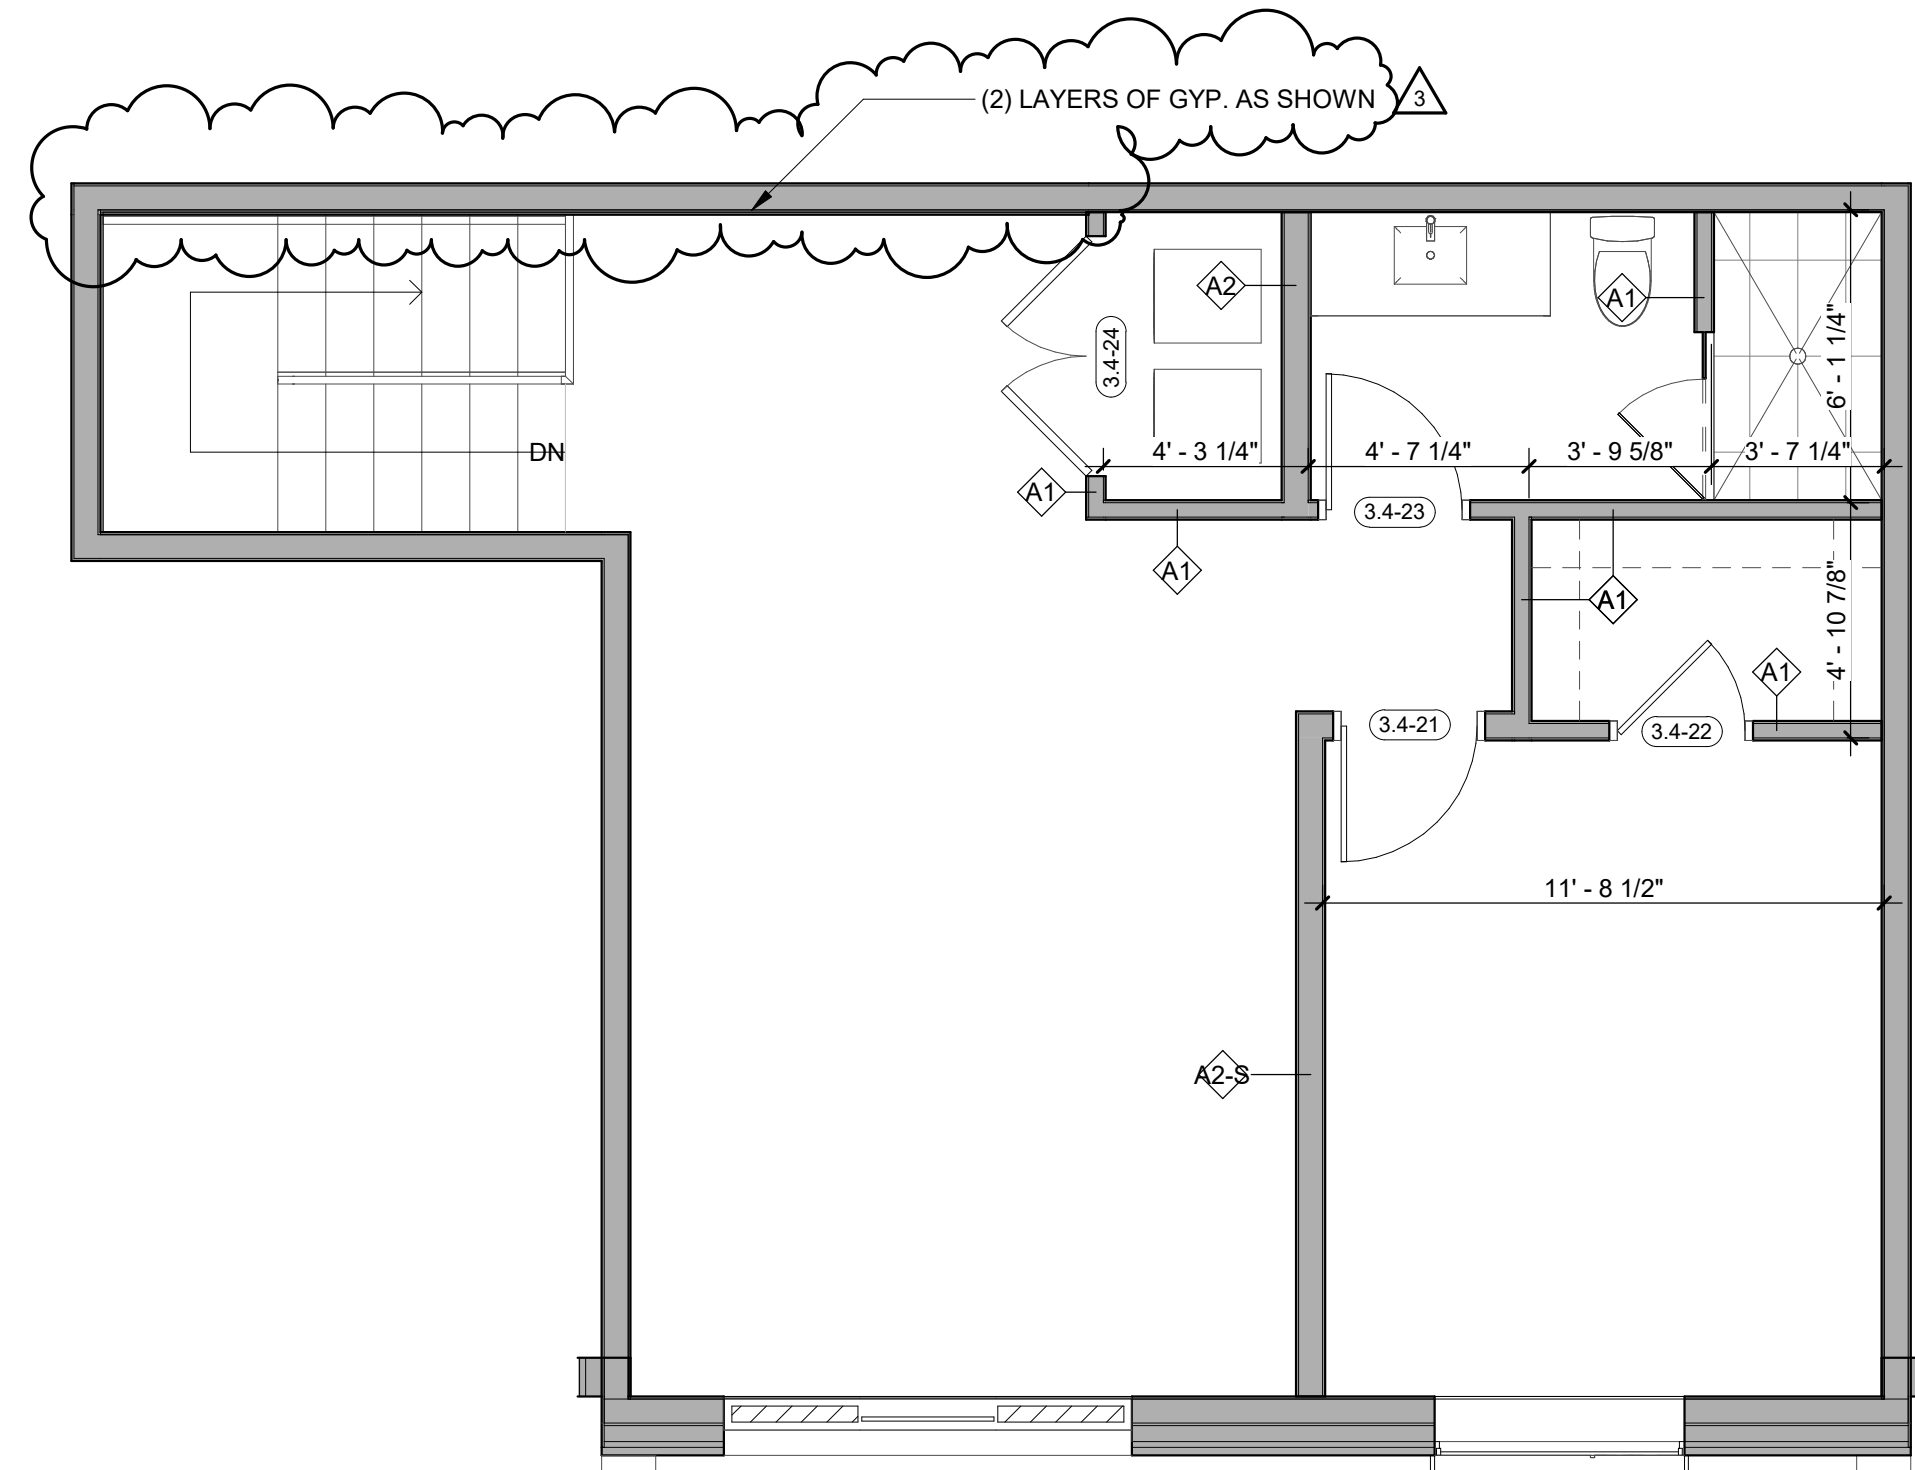 (2) LAYERS OF GYP. AS SHOWN
3
A2
A1
3.4-24
6' - 1 1/4"
DN
4' - 3 1/4"
4' - 7 1/4"
3' - 9 5/8"
3' - 7 1/4"
A1
3.4-23
A1
A1
4' - 10 7/8"
A1
3.4-21
3.4-22
11' - 8 1/2"
A2-S